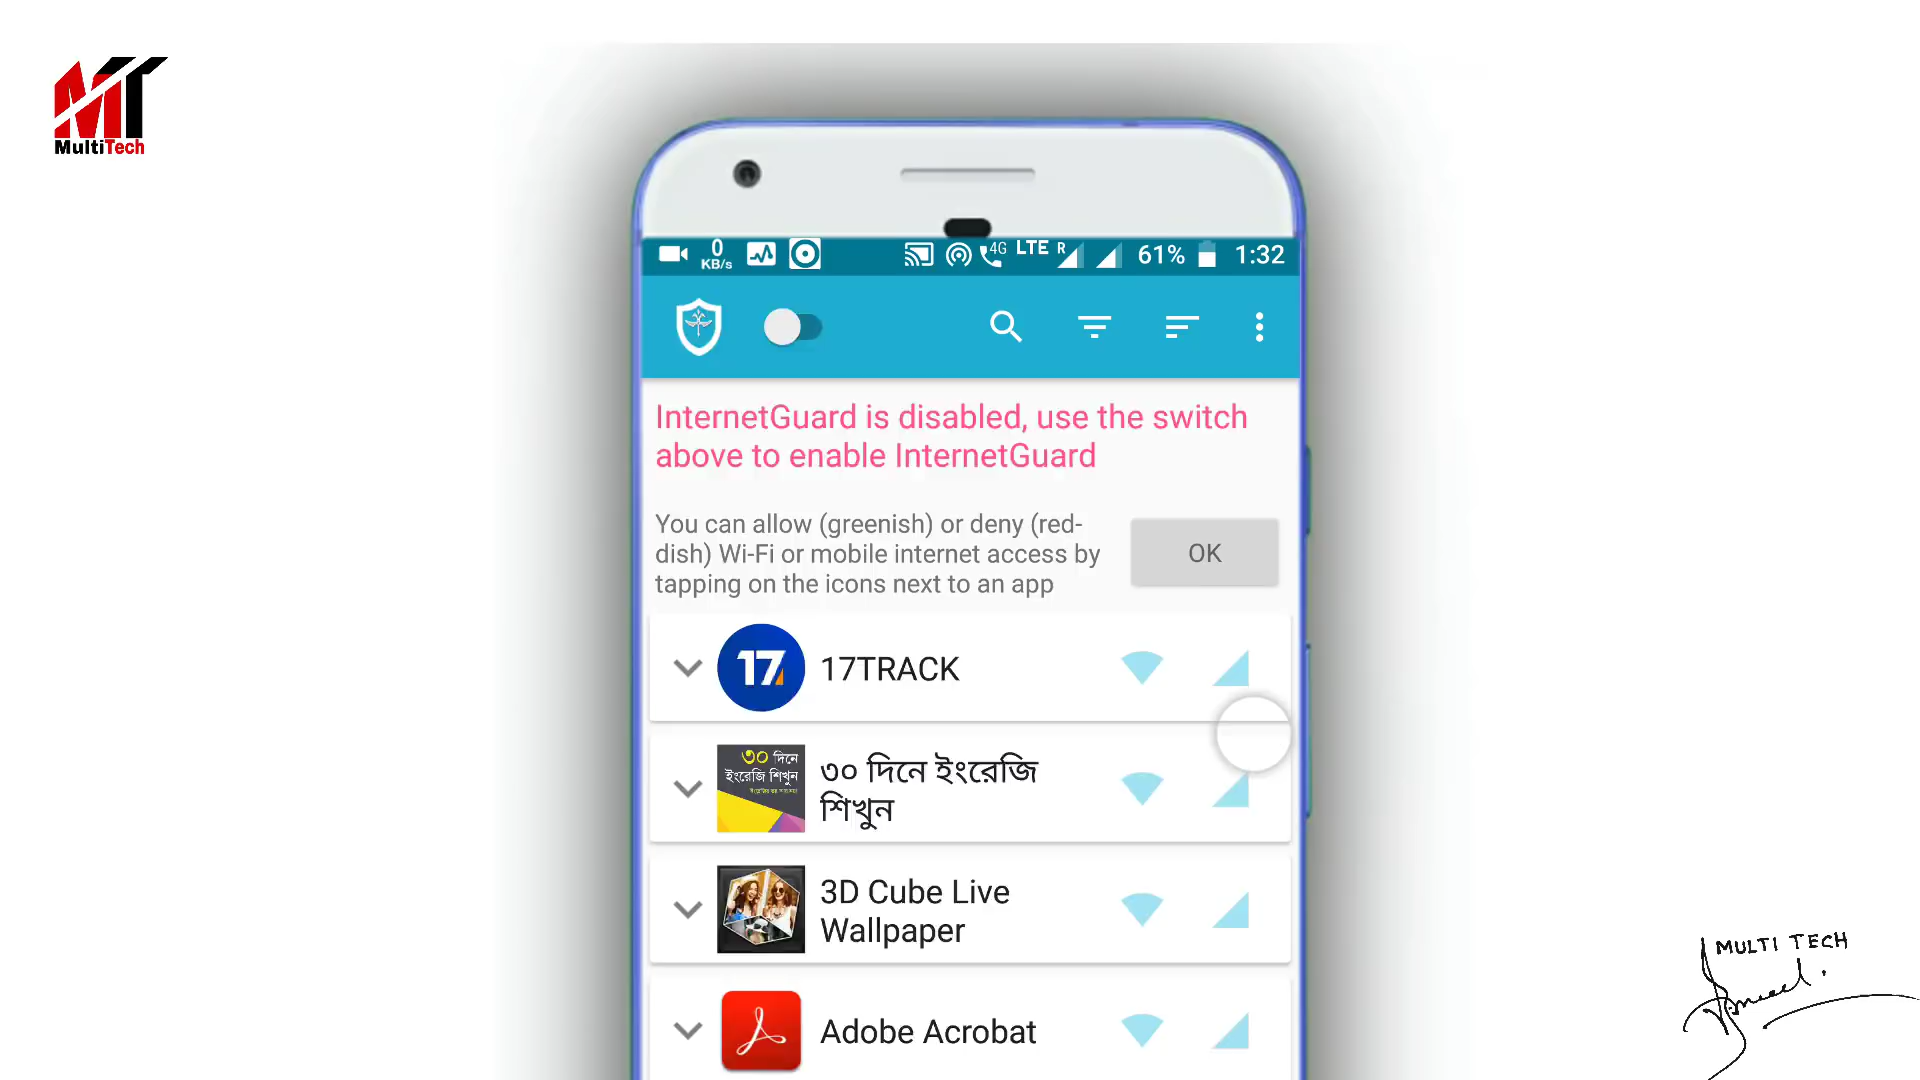 MT
MultiTech
0
KB/s
4G
LTE
R
61%
1:32
InternetGuard is disabled, use the switch
above to enable InternetGuard
You can allow (greenish) or deny (red-
dish) Wi-Fi or mobile internet access by
tapping on the icons next to an app
OK
17
17TRACK
৩০ দিনে
ইংরেজি শিখুন
৩০ দিনে ইংরেজি
শিখুন
3D Cube Live
Wallpaper
Adobe Acrobat
MULTI TECH